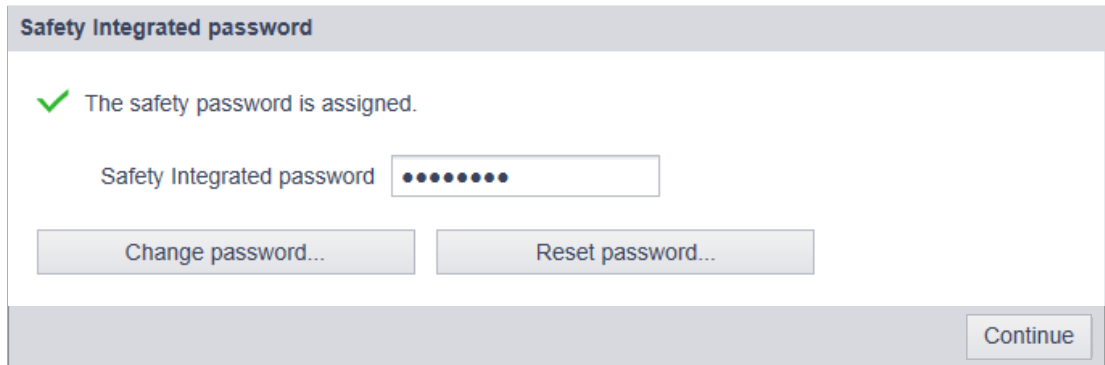 Safety Integrated password
The safety password is assigned.
Safety Integrated password ●●●●●●●●
Change password... Reset password...
Continue